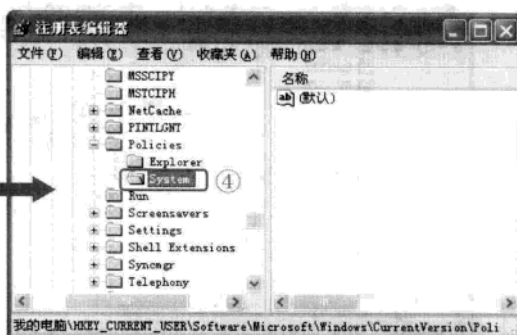 注册表编辑器
文件(F) 编辑(E) 查看(V) 收藏夹(A) 帮助(H)
MSSCIPY
MSTCIPH
NetCache
PINTLGNT
Policies
Explorer
System ④
Run
Screensavers
Settings
Shell Extensions
Syncmgr
Telephony
名称
ab (默认)
我的电脑\HKEY_CURRENT_USER\Software\Microsoft\Windows\CurrentVersion\Poli